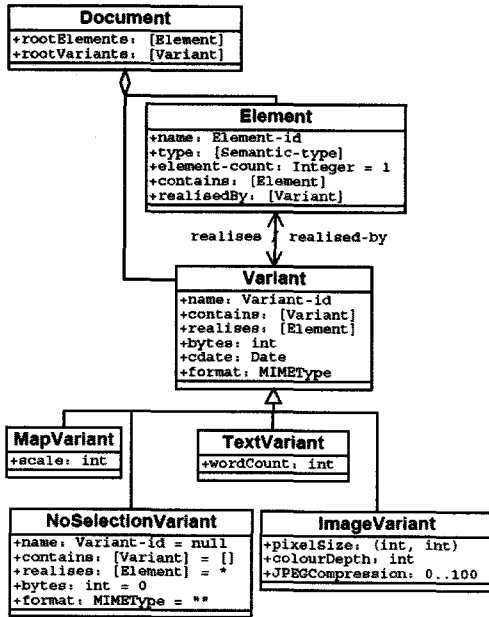 Document
+rootElements: [Element]
+rootVariants: [Variant]
Element
+name: Element-id
+type: [Semantic-type]
+element-count: Integer = 1
+contains: [Element]
+realisedBy: [Variant]
realises / realised-by
Variant
+name: Variant-id
+contains: [Variant]
+realises: [Element]
+bytes: int
+cdate: Date
+format: MIMEType
MapVariant
+scale: int
TextVariant
+wordCount: int
NoSelectionVariant
+name: Variant-id = null
+contains: [Variant] = []
+realises: [Element] = *
+bytes: int = 0
+format: MIMEType = ""
ImageVariant
+pixelSize: (int, int)
+colourDepth: int
+JPEGCompression: 0..100